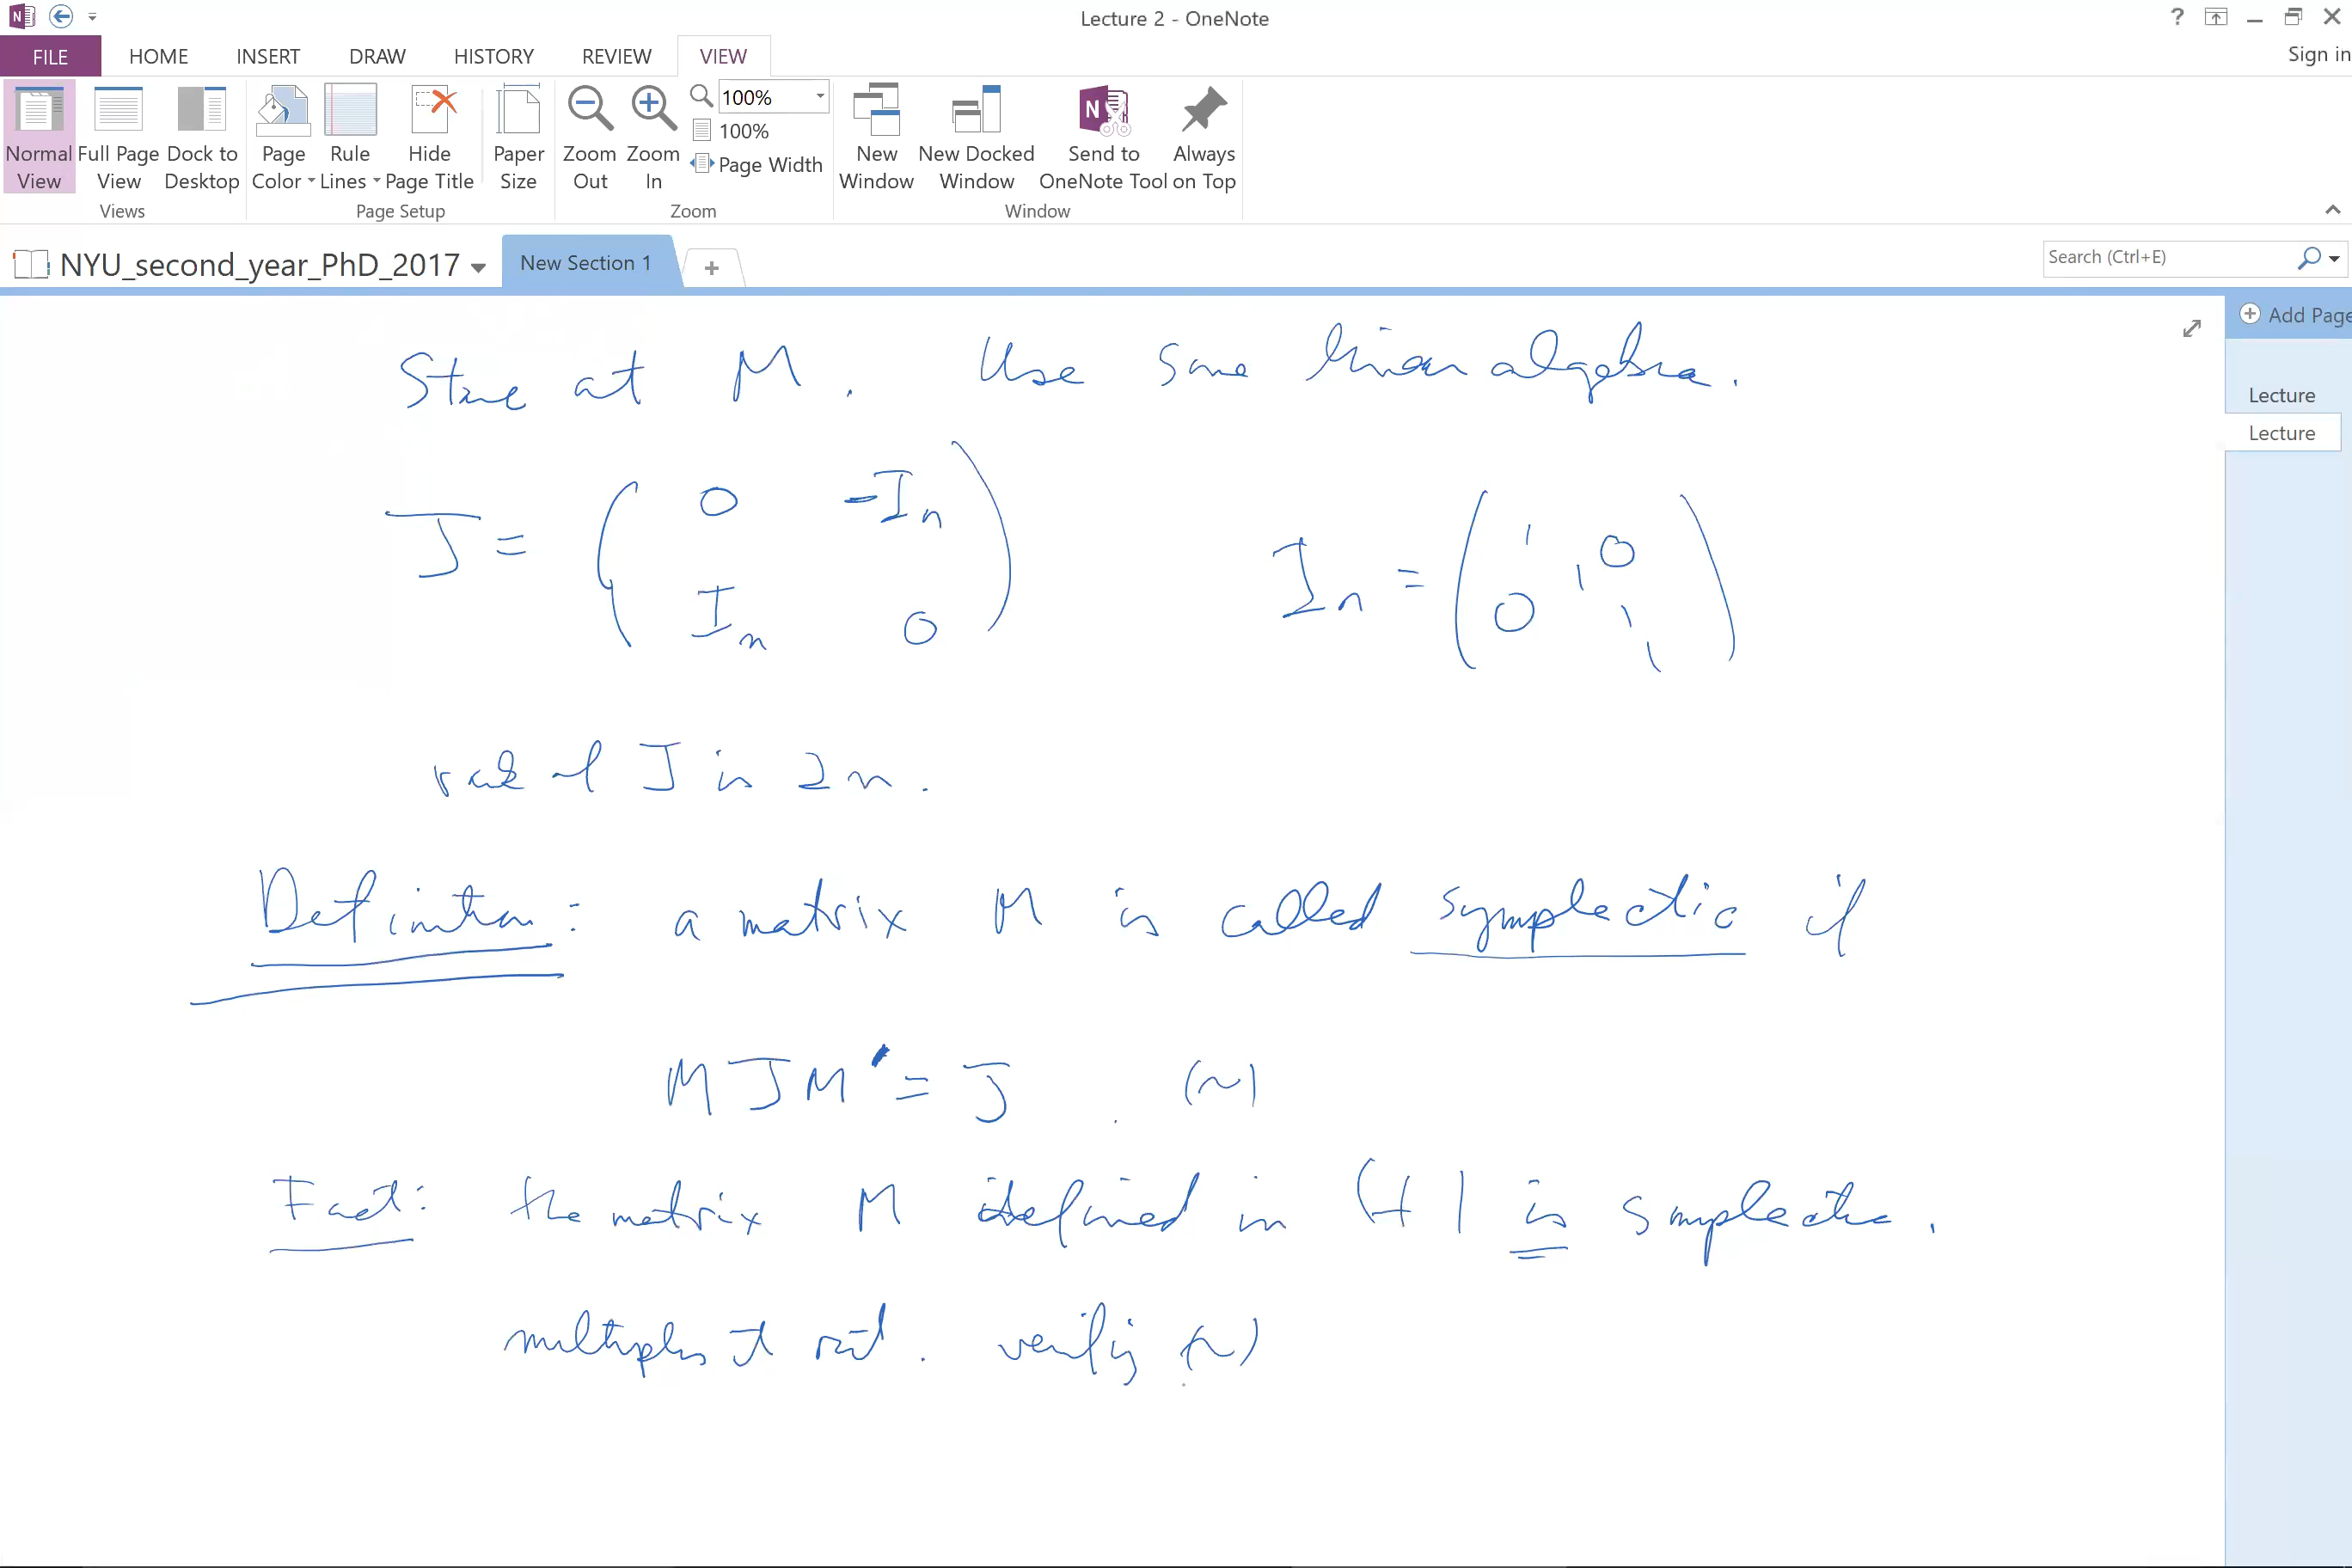 Lecture 2 - OneNote
?
Sign in
FILE HOME INSERT DRAW HISTORY REVIEW VIEW
Normal View
Full Page View
Dock to Desktop
Page Color
Rule Lines
Hide Page Title
Paper Size
Zoom Out
Zoom In
100%
100%
Page Width
New Window
New Docked Window
Send to OneNote Tool
Always on Top
Views Page Setup Zoom Window
NYU_second_year_PhD_2017 New Section 1 +
Search (Ctrl+E)
Add Page
Lecture
Lecture
Stare at M. Use some linear algebra.
J = ( 0 -In
In 0 )
In = ( 1 0
0 1 )
rank of J is 2n.
Definition: a matrix M is called symplectic if
M J M' = J . (~)
Fact: the matrix M defined in (+) is symplectic.
multiply it out. verify (~)